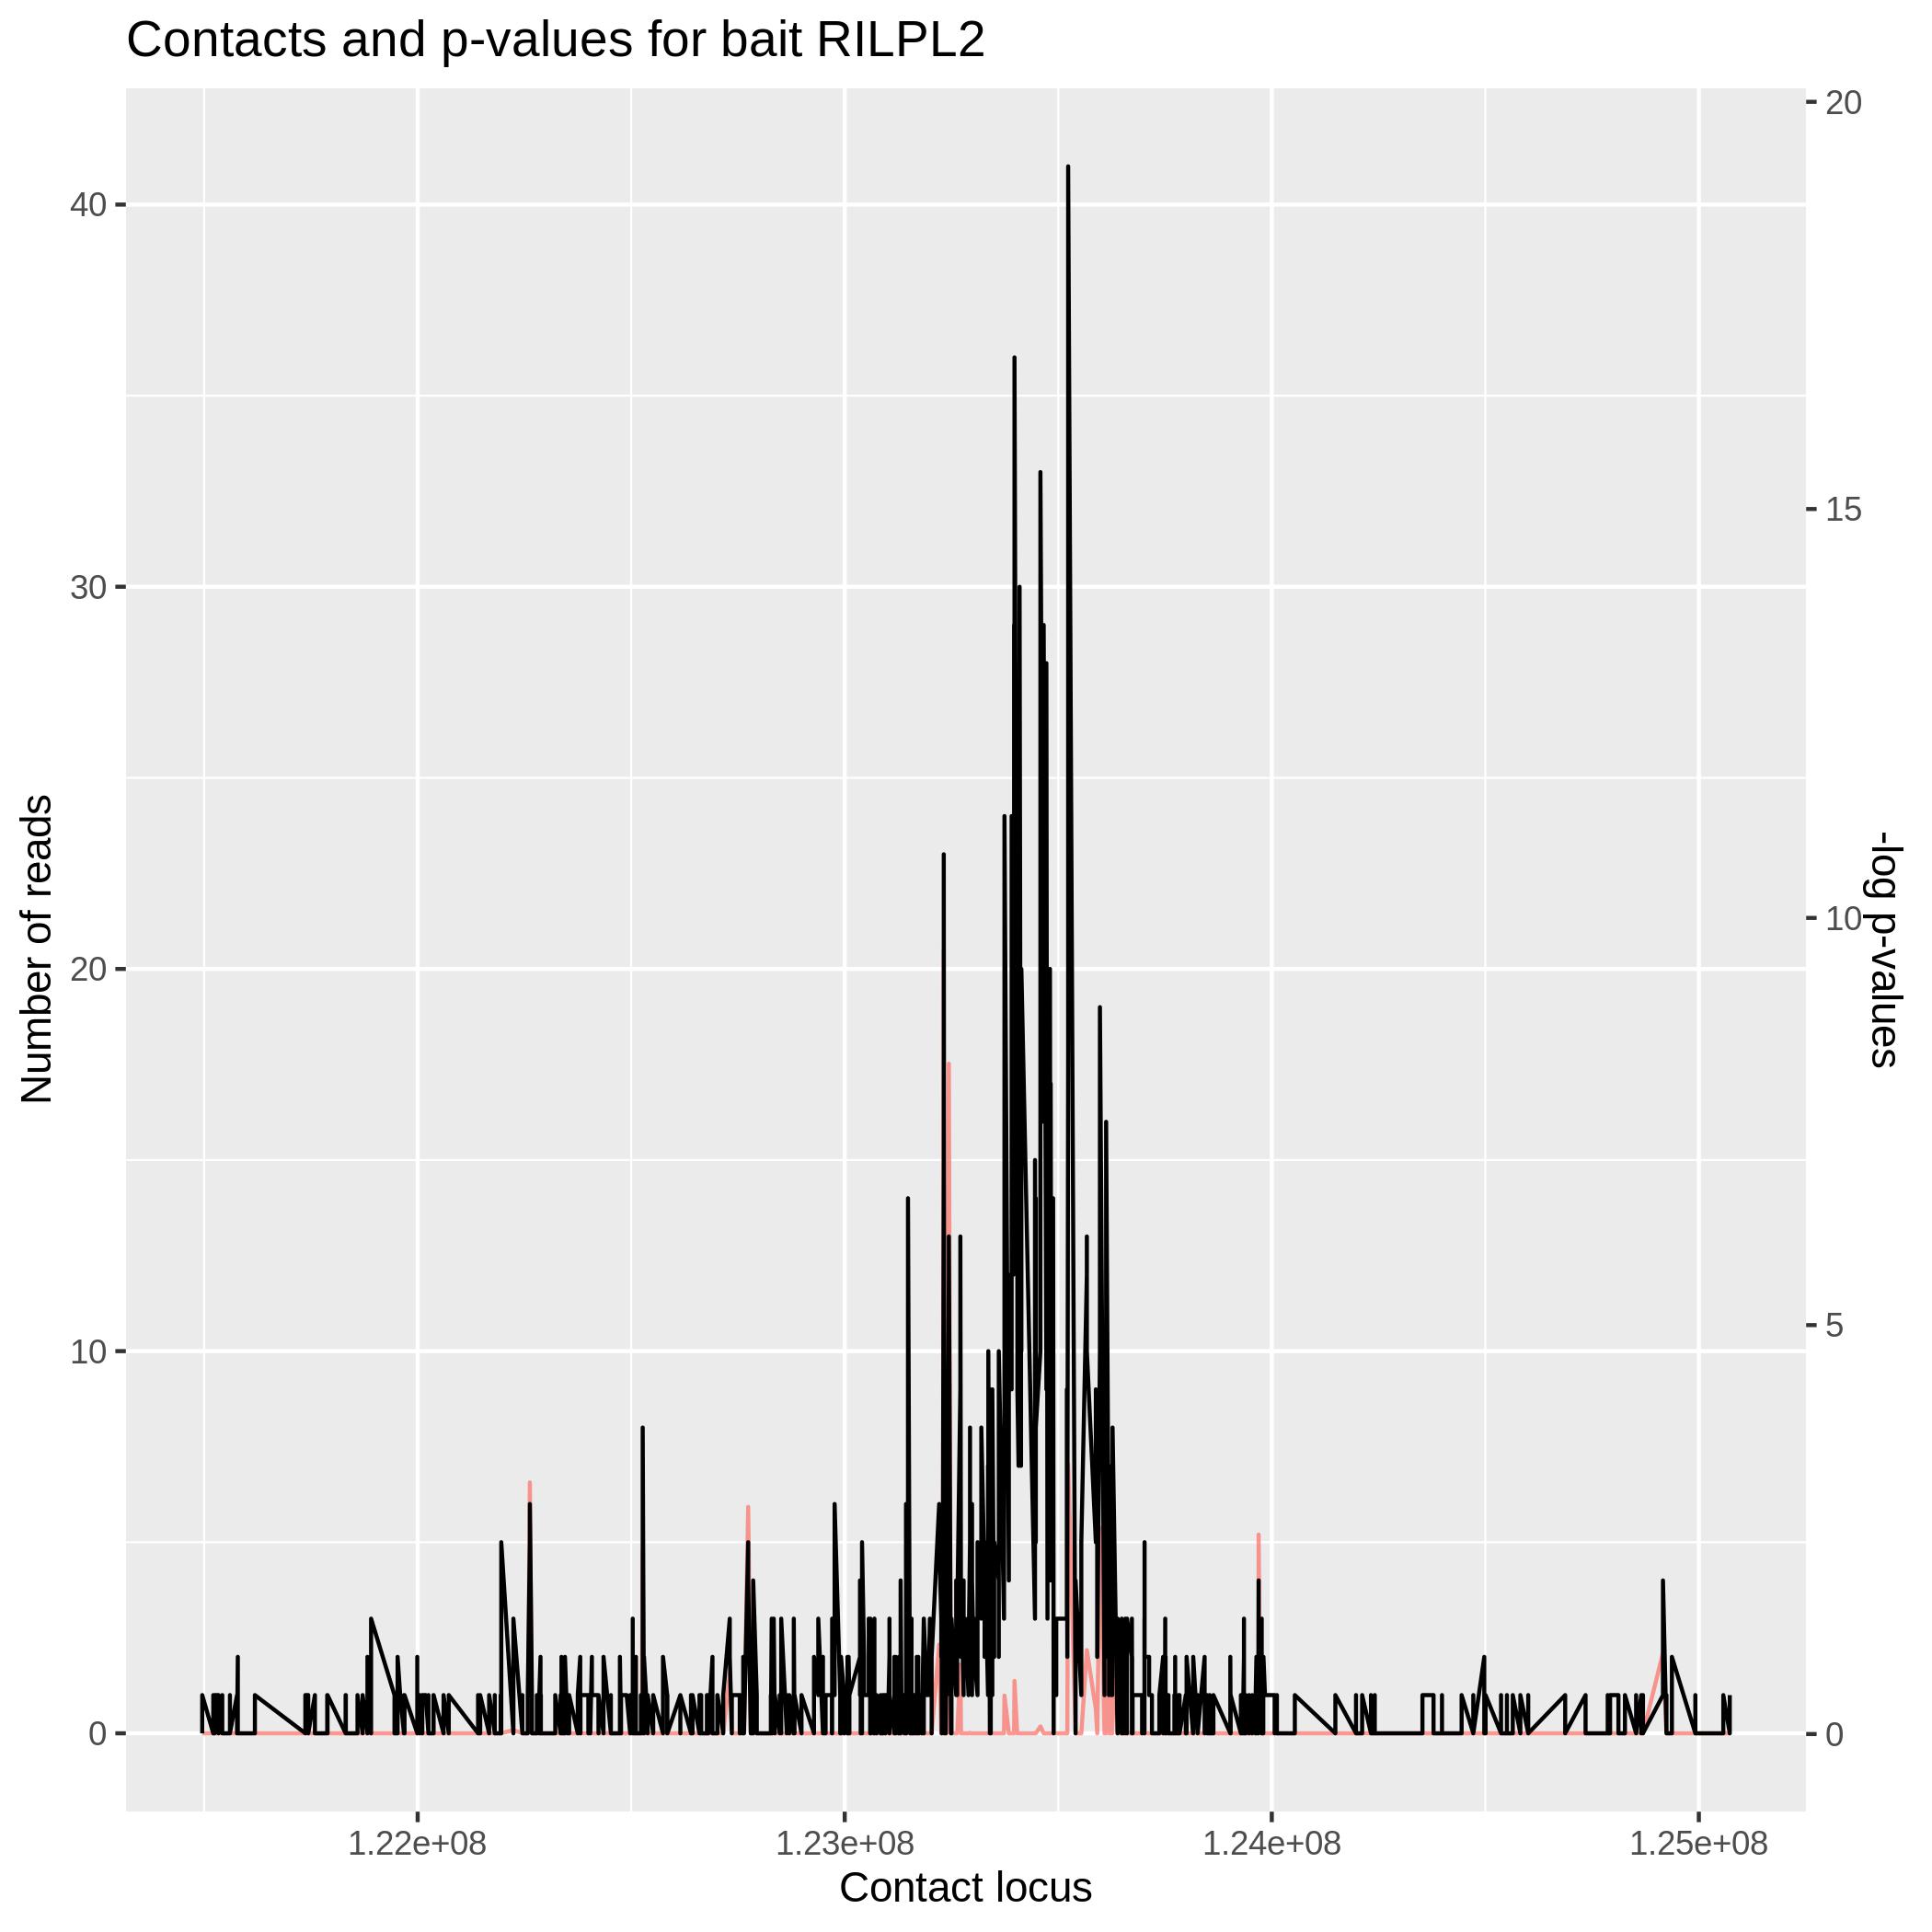 Contacts and p-values for bait RILPL2
Number of reads
40
30
20
10
0
20
15
10
5
0
-log p-values
1.22e+08
1.23e+08
1.24e+08
1.25e+08
Contact locus